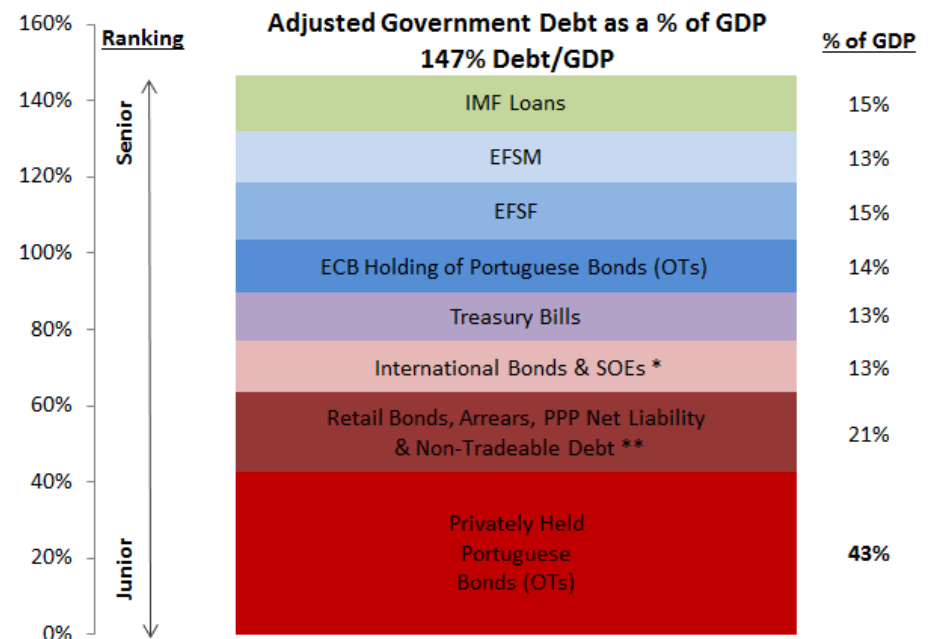 Adjusted Government Debt as a % of GDP
147% Debt/GDP
Ranking
% of GDP
160%
140%
120%
100%
80%
60%
40%
20%
0%
Senior
Junior
IMF Loans
15%
EFSM
13%
EFSF
15%
ECB Holding of Portuguese Bonds (OTs)
14%
Treasury Bills
13%
International Bonds & SOEs *
13%
Retail Bonds, Arrears, PPP Net Liability
& Non-Tradeable Debt **
21%
Privately Held
Portuguese
Bonds (OTs)
43%